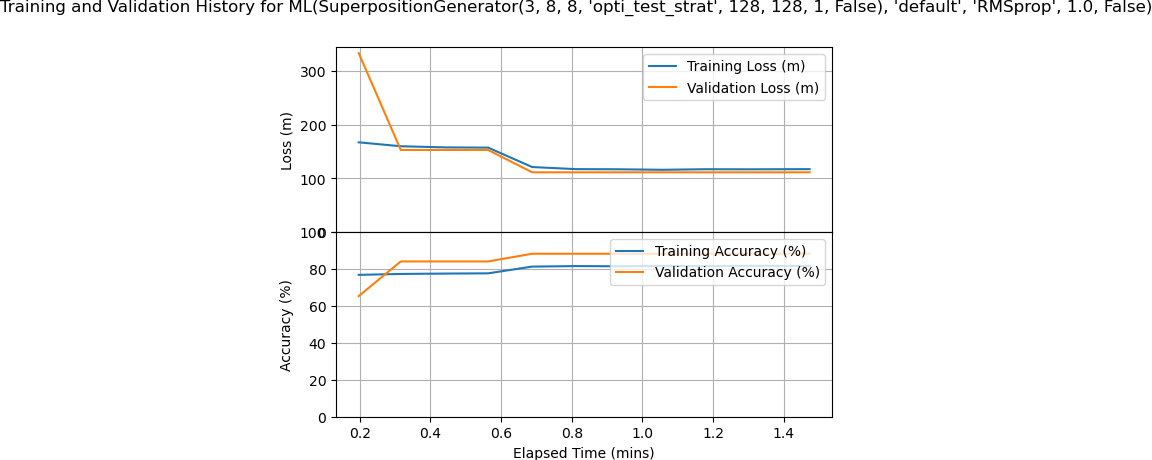 Training and Validation History for ML(SuperpositionGenerator(3, 8, 8, 'opti_test_strat', 128, 128, 1, False), 'default', 'RMSprop', 1.0, False)
Training Loss (m)
Validation Loss (m)
Loss (m)
300
200
100
0
Training Accuracy (%)
Validation Accuracy (%)
Accuracy (%)
100
80
60
40
20
0
0.2 0.4 0.6 0.8 1.0 1.2 1.4
Elapsed Time (mins)